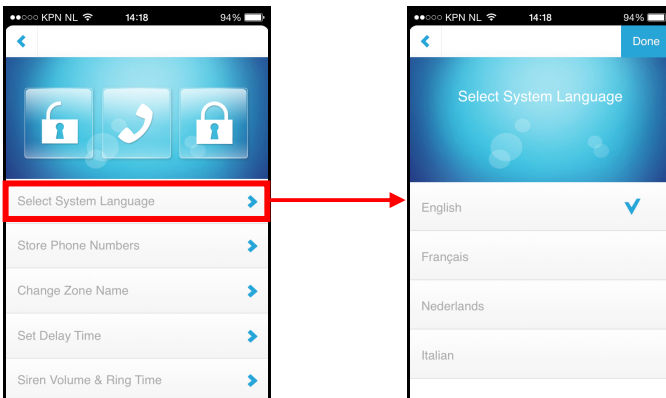 KPN NL 14:18 94%
Select System Language
Store Phone Numbers
Change Zone Name
Set Delay Time
Siren Volume & Ring Time
KPN NL 14:18 94%
Done
Select System Language
English
Français
Nederlands
Italian